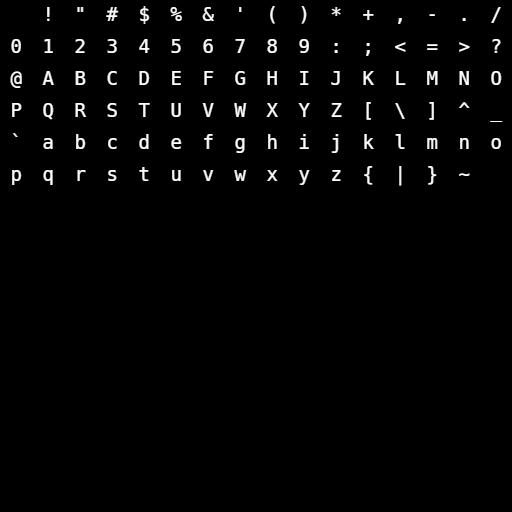 ! " # $ % & ' ( ) * + , - . /
0 1 2 3 4 5 6 7 8 9 : ; < = > ?
@ A B C D E F G H I J K L M N O
P Q R S T U V W X Y Z [ \ ] ^ _
` a b c d e f g h i j k l m n o
p q r s t u v w x y z { | } ~